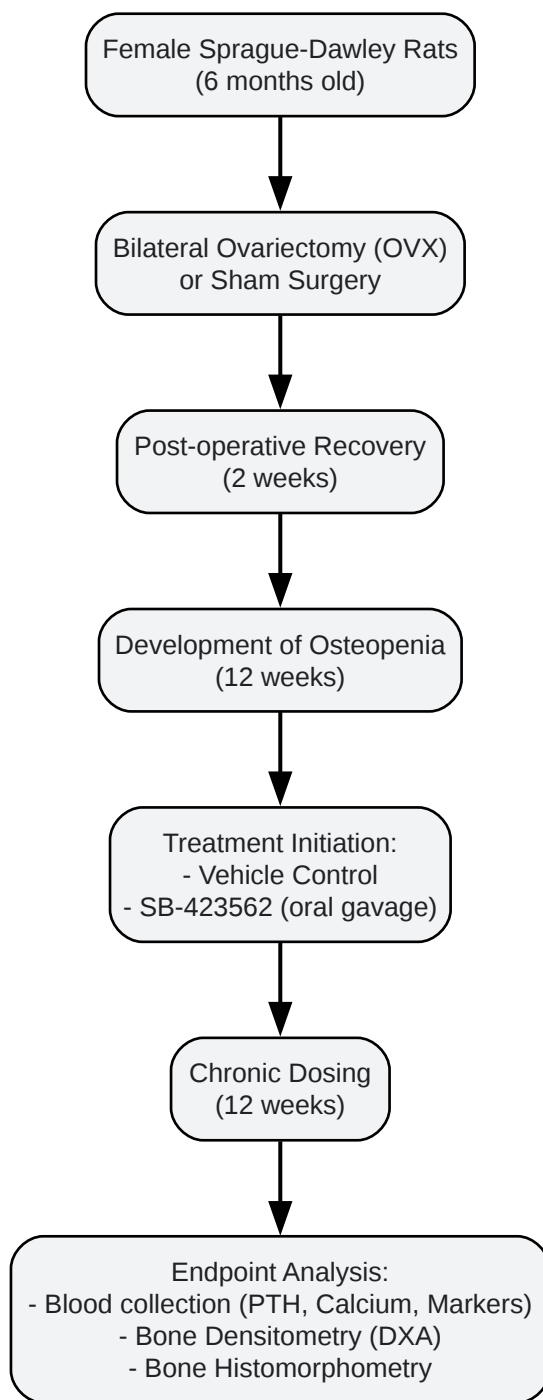 Female Sprague-Dawley Rats
(6 months old)
Bilateral Ovariectomy (OVX)
or Sham Surgery
Post-operative Recovery
(2 weeks)
Development of Osteopenia
(12 weeks)
Treatment Initiation:
- Vehicle Control
- SB-423562 (oral gavage)
Chronic Dosing
(12 weeks)
Endpoint Analysis:
- Blood collection (PTH, Calcium, Markers)
- Bone Densitometry (DXA)
- Bone Histomorphometry